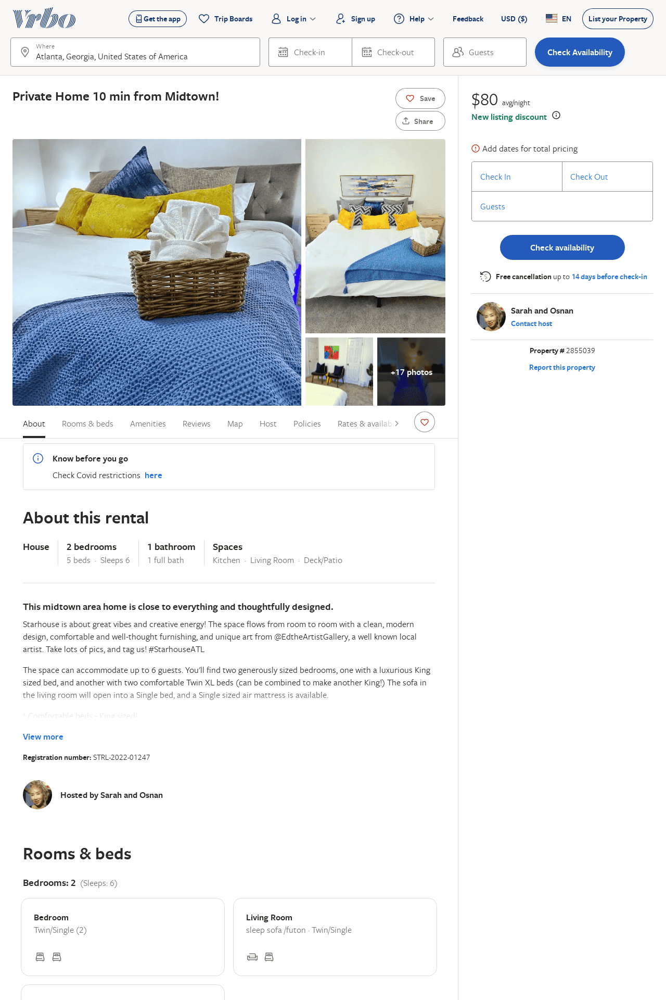 Vrbo
Get the app
Trip Boards
Log in
Sign up
Help
Feedback
USD ($)
EN
List your Property
Where
Atlanta, Georgia, United States of America
Check-in
Check-out
Guests
Check Availability
Private Home 10 min from Midtown!
Save
Share
+17 photos
$80 avg/night
New listing discount
Add dates for total pricing
Check In
Check Out
Guests
Check availability
Free cancellation up to 14 days before check-in
Sarah and Osnan
Contact host
Property # 2855039
Report this property
About
Rooms & beds
Amenities
Reviews
Map
Host
Policies
Rates & availab
Know before you go
Check Covid restrictions here
About this rental
House
2 bedrooms
5 beds · Sleeps 6
1 bathroom
1 full bath
Spaces
Kitchen · Living Room · Deck/Patio
This midtown area home is close to everything and thoughtfully designed.
Starhouse is about great vibes and creative energy! The space flows from room to room with a clean, modern
design, comfortable and well-thought furnishing, and unique art from @EdtheArtistGallery, a well known local
artist. Take lots of pics, and tag us! #StarhouseATL
The space can accommodate up to 6 guests. You'll find two generously sized bedrooms, one with a luxurious King
sized bed, and another with two comfortable Twin XL beds (can be combined to make another King!) The sofa in
the living room will open into a Single bed, and a Single sized air mattress is available.
* Comfortable beds - King sized!
View more
Registration number: STRL-2022-01247
Hosted by Sarah and Osnan
Rooms & beds
Bedrooms: 2 (Sleeps: 6)
Bedroom
Twin/Single (2)
Living Room
sleep sofa /futon · Twin/Single